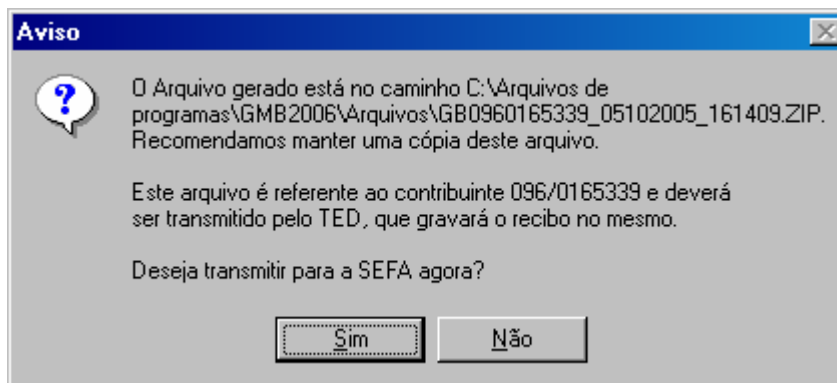 Aviso
O Arquivo gerado está no caminho C:\Arquivos de
programas\GMB2006\Arquivos\GB0960165339_05102005_161409.ZIP.
Recomendamos manter uma cópia deste arquivo.
Este arquivo é referente ao contribuinte 096/0165339 e deverá
ser transmitido pelo TED, que gravará o recibo no mesmo.
Deseja transmitir para a SEFA agora?
Sim
Não